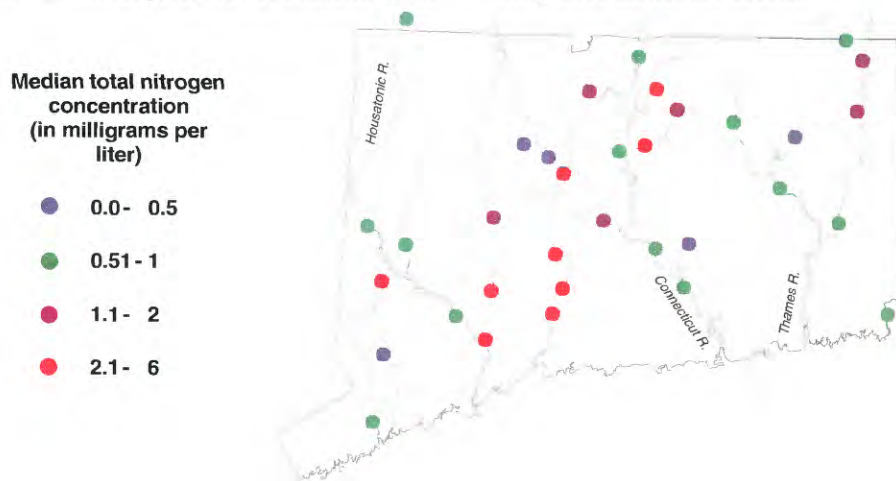 Median total nitrogen
concentration
(in milligrams per
liter)
0.0- 0.5
0.51- 1
1.1- 2
2.1- 6
Housatonic R.
Connecticut R.
Thames R.